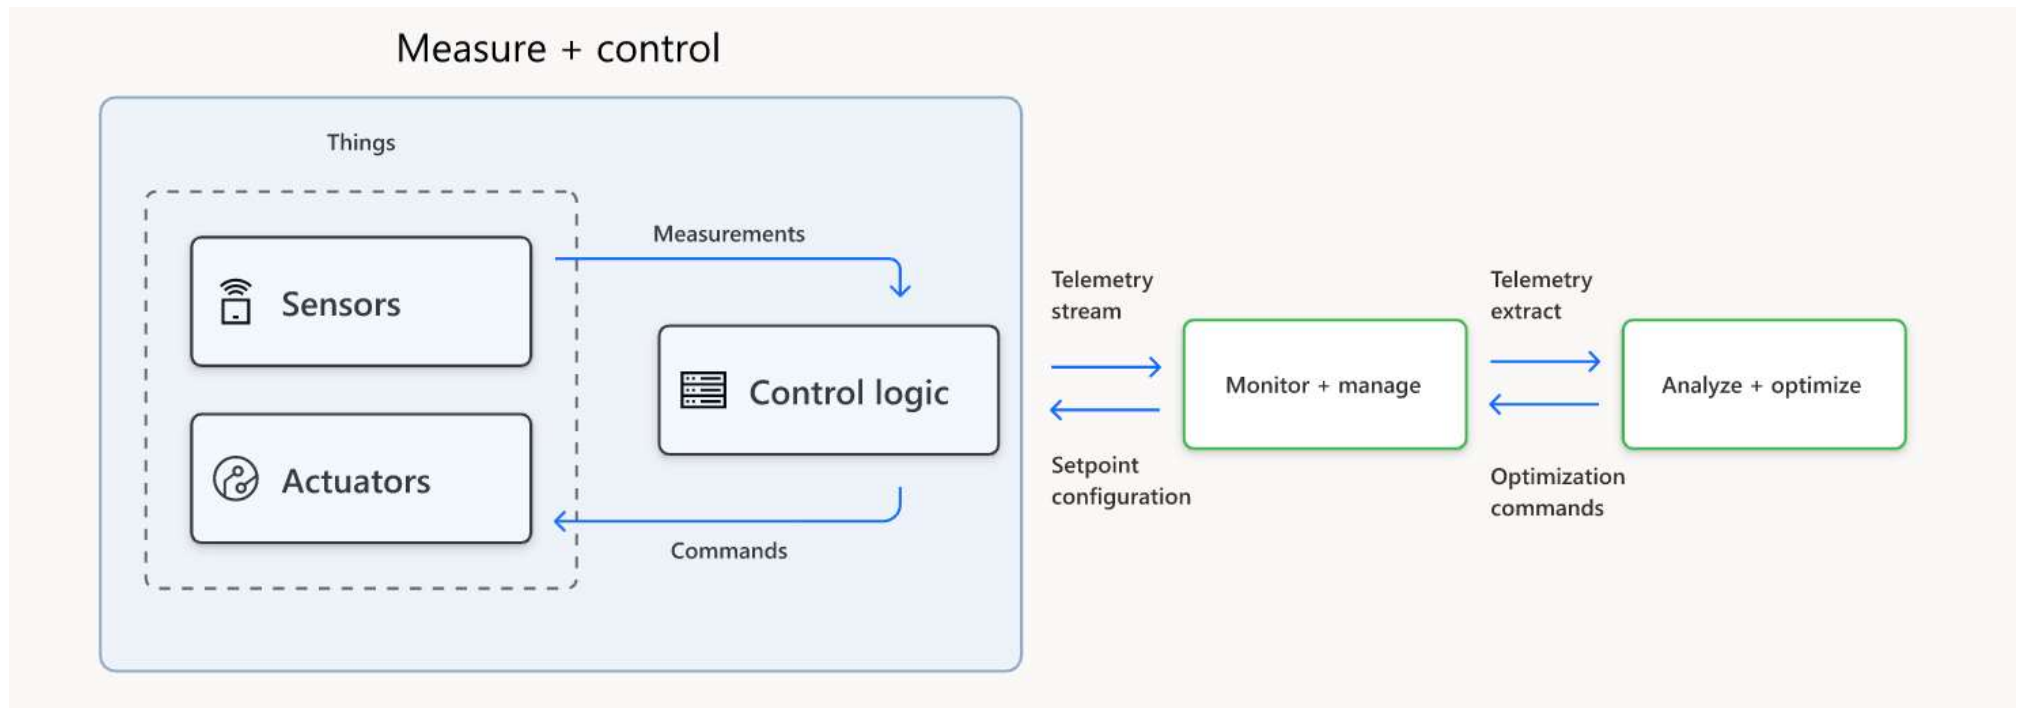 Measure + control
Things
Sensors
Actuators
Measurements
Control logic
Commands
Telemetry
stream
Setpoint
configuration
Monitor + manage
Telemetry
extract
Optimization
commands
Analyze + optimize